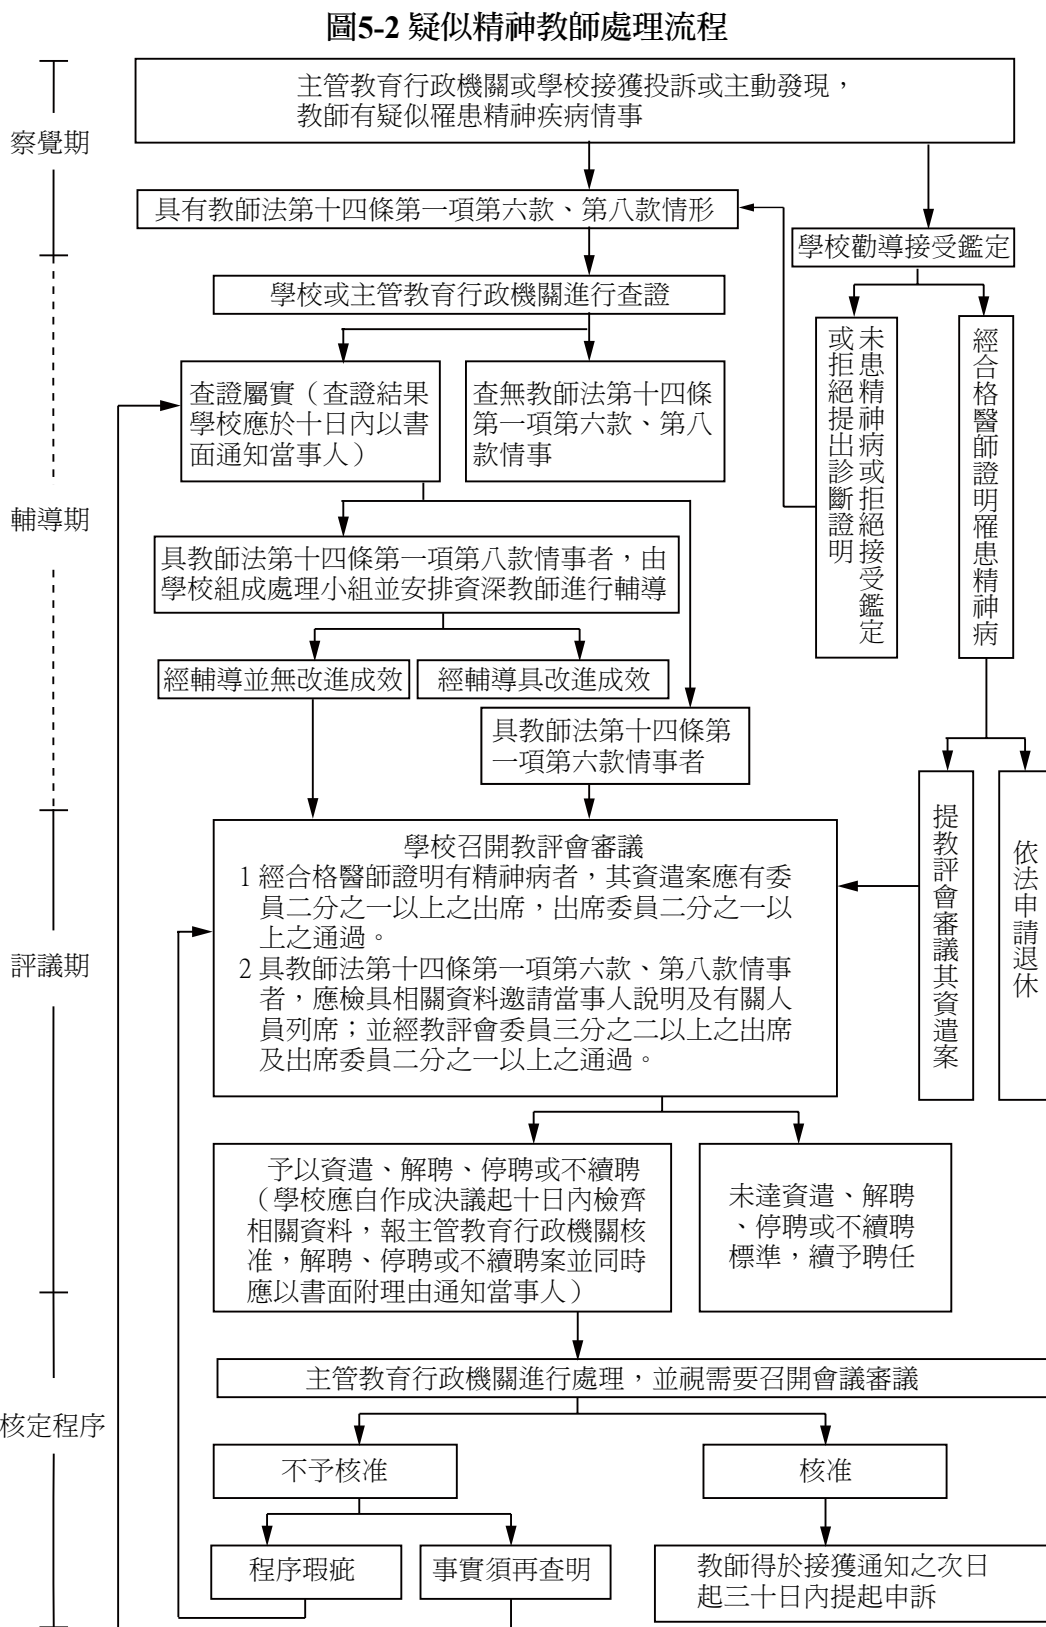 圖5-2 疑似精神教師處理流程
主管教育行政機關或學校接獲投訴或主動發現，
教師有疑似罹患精神疾病情事
察覺期
具有教師法第十四條第一項第六款、第八款情形
學校勸導接受鑑定
學校或主管教育行政機關進行查證
未患精神病或拒絕接受鑑定
或拒絕提出診斷證明
經合格醫師證明罹患精神病
查證屬實（查證結果
學校應於十日內以書
面通知當事人）
查無教師法第十四條
第一項第六款、第八
款情事
輔導期
具教師法第十四條第一項第八款情事者，由
學校組成處理小組並安排資深教師進行輔導
經輔導並無改進成效
經輔導具改進成效
具教師法第十四條第
一項第六款情事者
提教評會審議其資遣案
依法申請退休
學校召開教評會審議
1 經合格醫師證明有精神病者，其資遣案應有委
員二分之一以上之出席，出席委員二分之一以
上之通過。
2 具教師法第十四條第一項第六款、第八款情事
者，應檢具相關資料邀請當事人說明及有關人
員列席；並經教評會委員三分之二以上之出席
及出席委員二分之一以上之通過。
評議期
予以資遣、解聘、停聘或不續聘
（學校應自作成決議起十日內檢齊
相關資料，報主管教育行政機關核
准，解聘、停聘或不續聘案並同時
應以書面附理由通知當事人）
未達資遣、解聘
、停聘或不續聘
標準，續予聘任
主管教育行政機關進行處理，並視需要召開會議審議
核定程序
不予核准
核准
程序瑕疵
事實須再查明
教師得於接獲通知之次日
起三十日內提起申訴